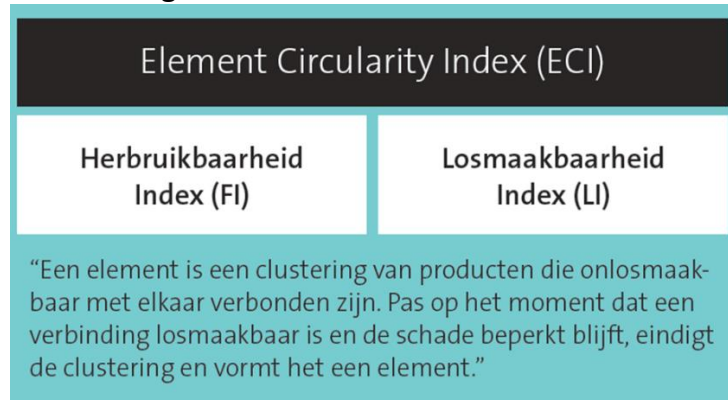 Element Circularity Index (ECI)
Herbruikbaarheid
Index (FI)
Losmaakbaarheid
Index (LI)
“Een element is een clustering van producten die onlosmaak-
baar met elkaar verbonden zijn. Pas op het moment dat een
verbinding losmaakbaar is en de schade beperkt blijft, eindigt
de clustering en vormt het een element.”